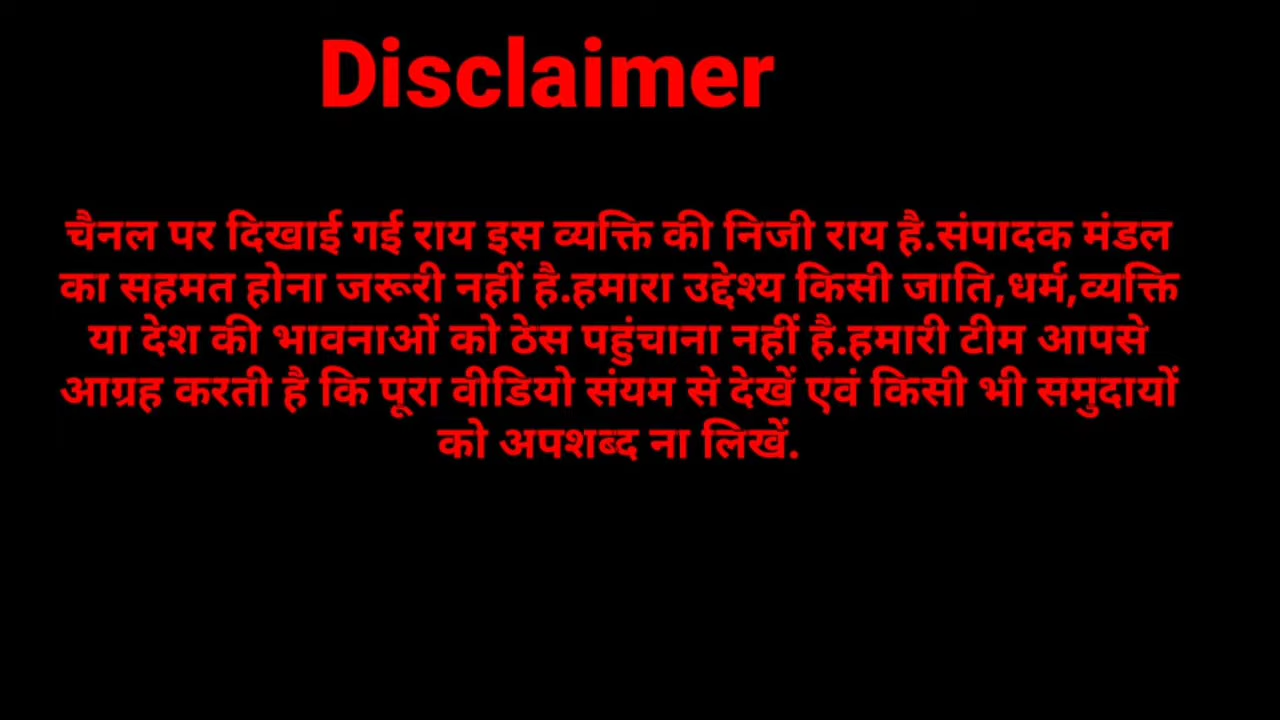 Disclaimer
चैनल पर दिखाई गई राय इस व्यक्ति की निजी राय है.संपादक मंडल
का सहमत होना जरूरी नहीं है.हमारा उद्देश्य किसी जाति,धर्म,व्यक्ति
या देश की भावनाओं को ठेस पहुंचाना नहीं है.हमारी टीम आपसे
आग्रह करती है कि पूरा वीडियो संयम से देखें एवं किसी भी समुदायों
को अपशब्द ना लिखें.